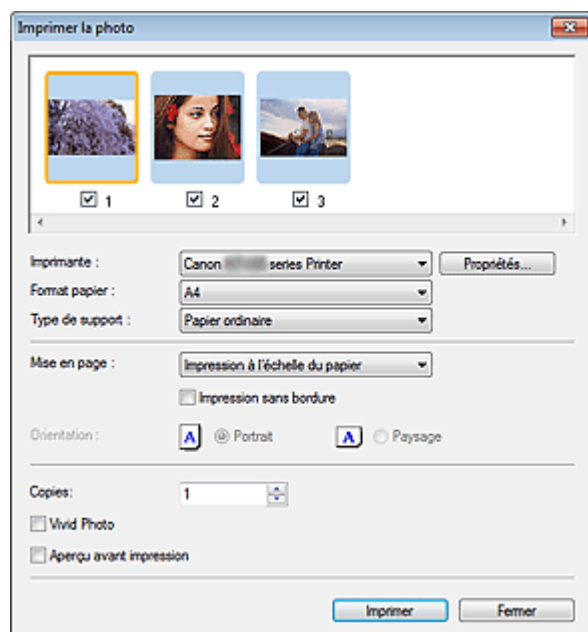 Imprimer la photo
1 2 3
Imprimante : Canon series Printer Propriétés...
Format papier : A4
Type de support : Papier ordinaire
Mise en page : Impression à l'échelle du papier
Impression sans bordure
Orientation : A Portrait A Paysage
Copies: 1
Vivid Photo
Aperçu avant impression
Imprimer Fermer